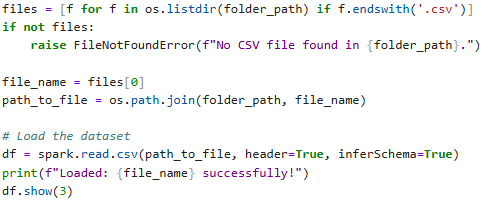 files = [f for f in os.listdir(folder_path) if f.endswith('.csv')]
if not files:
    raise FileNotFoundError(f"No CSV file found in {folder_path}.")

file_name = files[0]
path_to_file = os.path.join(folder_path, file_name)

# Load the dataset
df = spark.read.csv(path_to_file, header=True, inferSchema=True)
print(f"Loaded: {file_name} successfully!")
df.show(3)